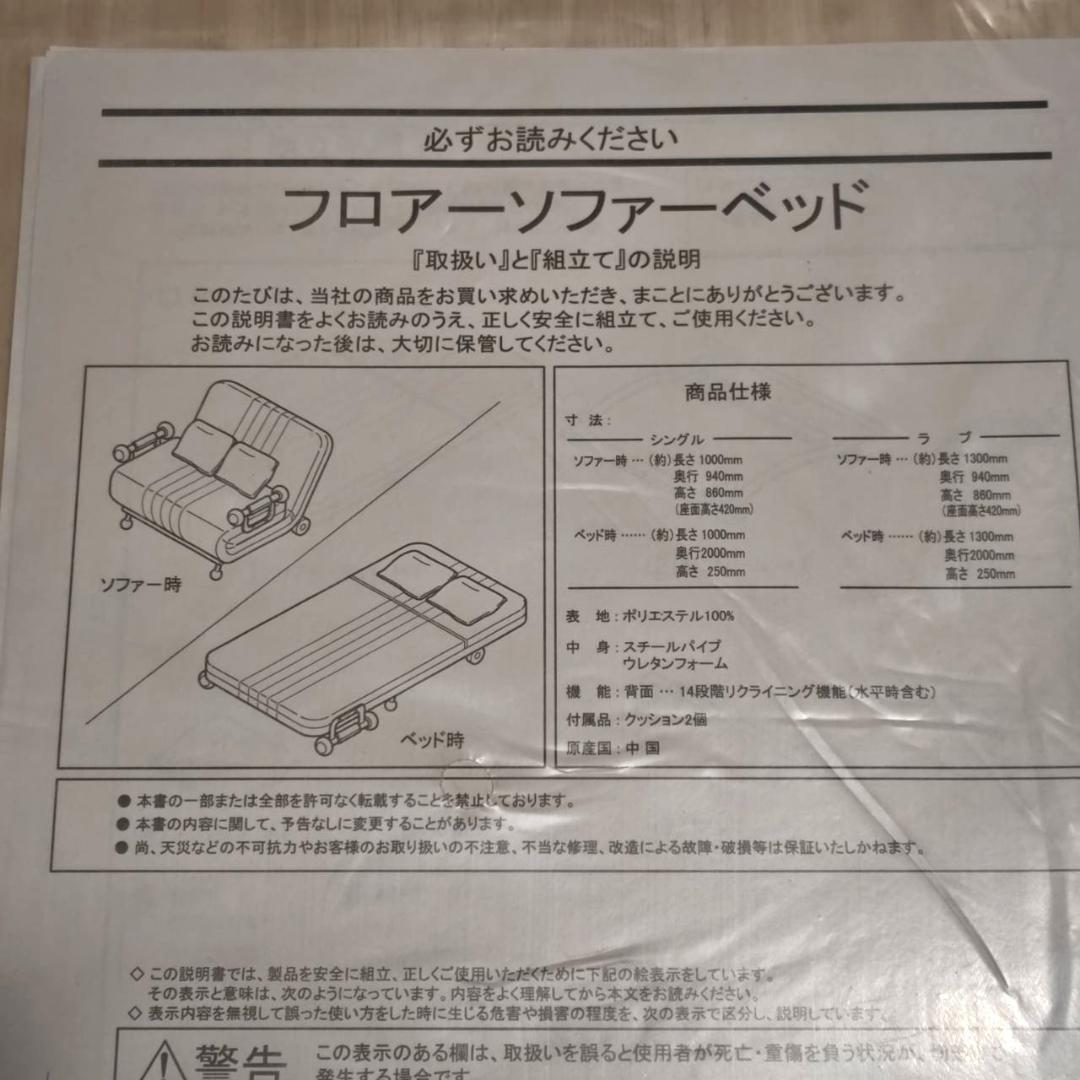 必ずお読みください
フロアーソファーベッド
『取扱い』と『組立て』の説明
このたびは、当社の商品をお買い求めいただき、まことにありがとうございます。
この説明書をよくお読みのうえ、正しく安全に組立て、ご使用ください。
お読みになった後は、大切に保管してください。
ソファー時
ベッド時
商品仕様
寸 法:
シングル
ソファー時 … (約)長さ 1000mm
奥行 940mm
高さ 860mm
(座面高さ420mm)
ベッド時 …… (約)長さ 1000mm
奥行2000mm
高さ 250mm
ラ ブ
ソファー時 … (約)長さ 1300mm
奥行 940mm
高さ 860mm
(座面高さ420mm)
ベッド時 …… (約)長さ 1300mm
奥行2000mm
高さ 250mm
表 地:ポリエステル100%
中 身:スチールパイプ
ウレタンフォーム
機 能:背面 … 14段階リクライニング機能(水平時含む)
付属品:クッション2個
原産国:中 国
● 本書の一部または全部を許可なく転載することを禁止しております。
● 本書の内容に関して、予告なしに変更することがあります。
● 尚、天災などの不可抗力やお客様のお取り扱いの不注意、不当な修理、改造による故障・破損等は保証いたしかねます。
◇ この説明書では、製品を安全に組立、正しくご使用いただくために下記の絵表示をしています。
その表示と意味は、次のようになっています。内容をよく理解してから本文をお読みください。
◇ 表示内容を無視して誤った使い方をした時に生じる危害や損害の程度を、次の表示で区分し、説明しています。
警告
この表示のある欄は、取扱いを誤ると使用者が死亡・重傷を負う状況が、
発生する場合です